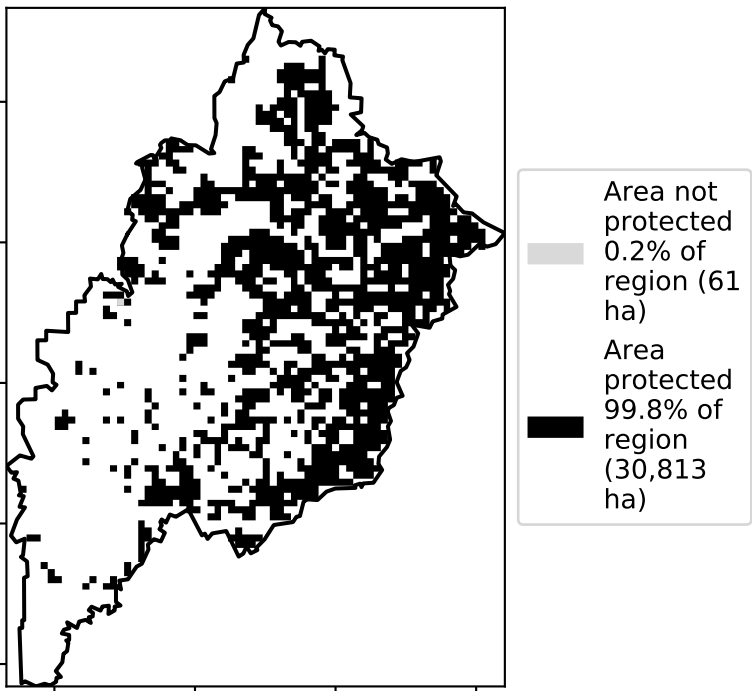 Area not
protected
0.2% of
region (61
ha)
Area
protected
99.8% of
region
(30,813
ha)